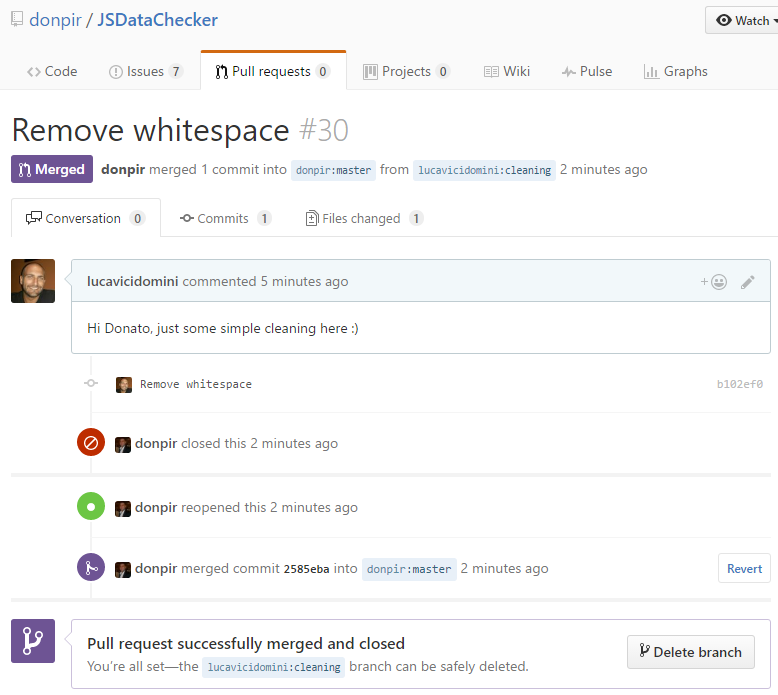 donpir / JSDataChecker
Watch
Code
Issues 7
Pull requests 0
Projects 0
Wiki
Pulse
Graphs
Remove whitespace #30
Merged donpir merged 1 commit into donpir:master from lucavicidomini:cleaning 2 minutes ago
Conversation 0
Commits 1
Files changed 1
lucavicidomini commented 5 minutes ago
+
Hi Donato, just some simple cleaning here :)
Remove whitespace b102ef0
donpir closed this 2 minutes ago
donpir reopened this 2 minutes ago
donpir merged commit 2585eba into donpir:master 2 minutes ago
Revert
Pull request successfully merged and closed
You're all set—the lucavicidomini:cleaning branch can be safely deleted.
Delete branch